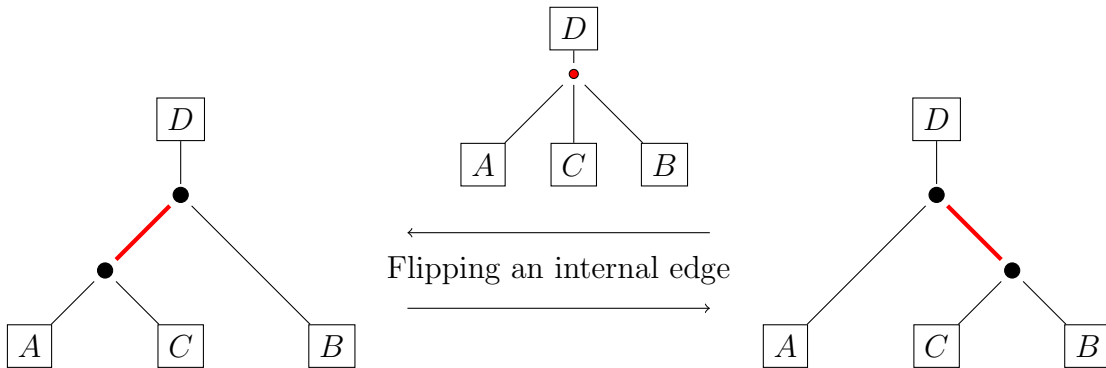 D
A C B
D
A C B
Flipping an internal edge
D
A C B